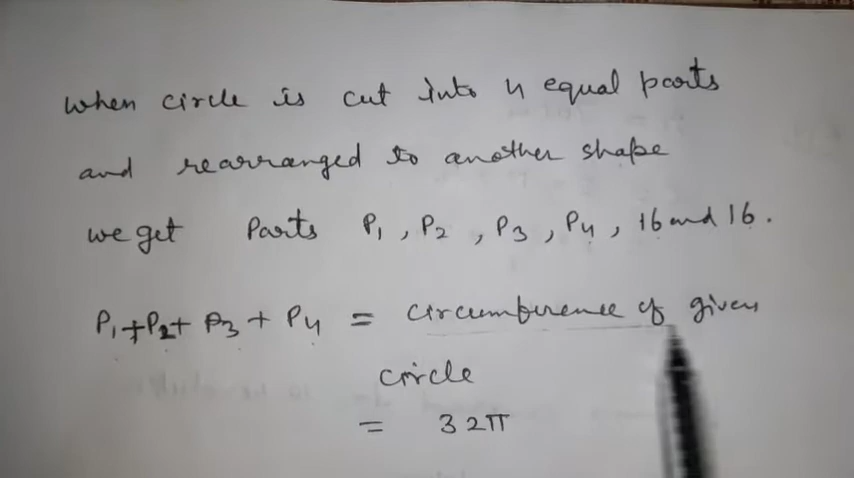 when circle is cut into 4 equal parts
and rearranged to another shape
we get Parts P1, P2, P3, P4, 16 and 16.
P1+P2+P3+P4 = circumference of given
circle
= 32π